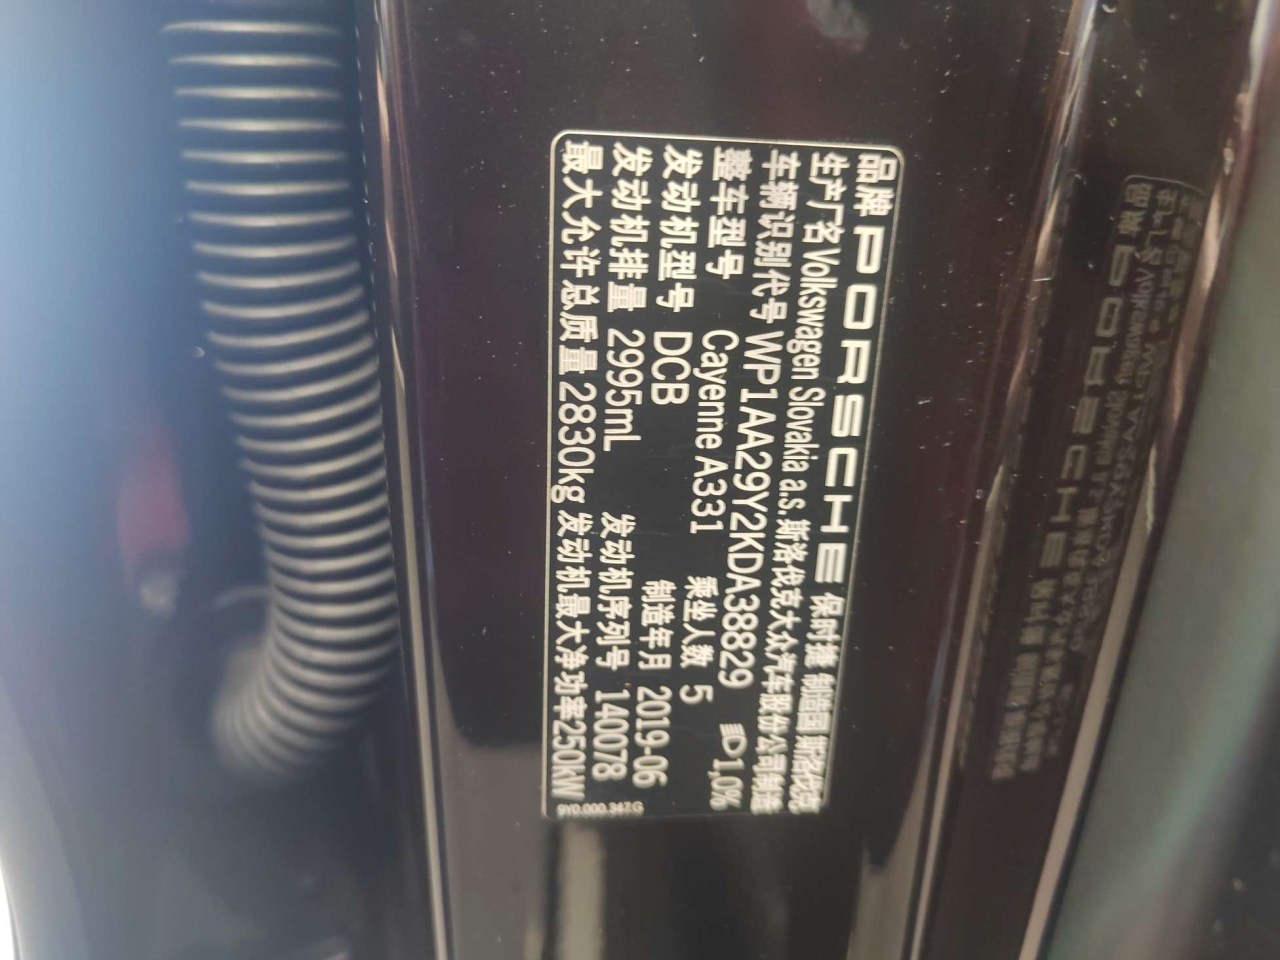 品牌 PORSCHE 保时捷 制造国 斯洛伐克
生产厂名 Volkswagen Slovakia a.s.斯洛伐克大众汽车股份公司制造
车辆识别代号 WP1AA29Y2KDA38829
整车型号 Cayenne A331 1,0%
发动机型号 DCB 乘坐人数 5
发动机排量 2995mL 制造年月 2019-06
最大允许总质量 2830kg 发动机序列号 140078
发动机最大净功率250kW
9Y0.000.347.G